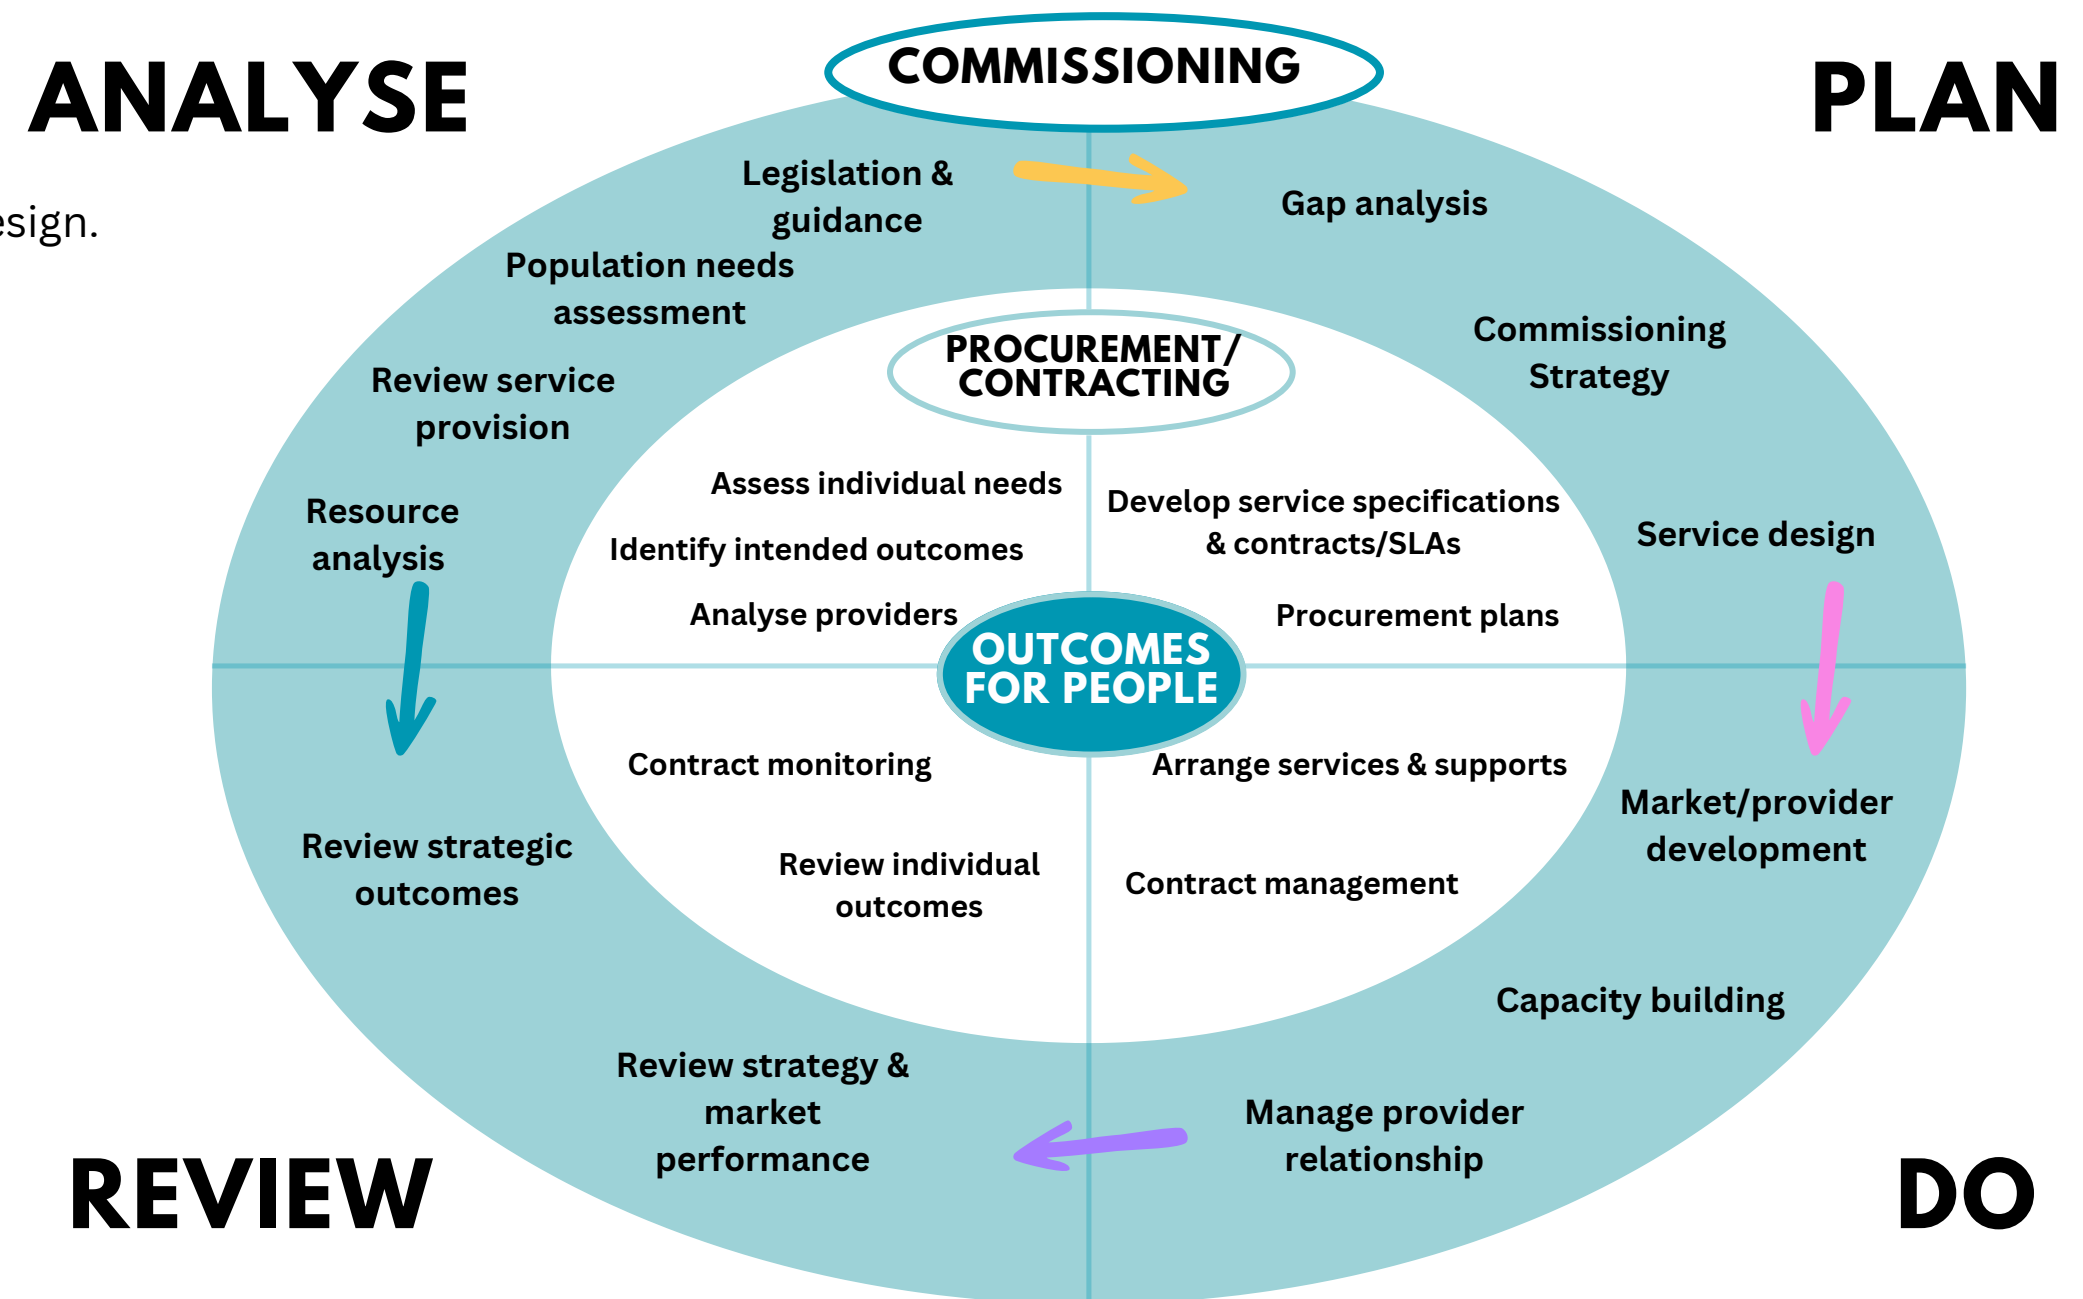 COMMISSIONING
ANALYSE
PLAN
esign.
Legislation &
guidance
Population needs
assessment
Review service
provision
Resource
analysis
Gap analysis
Commissioning
Strategy
Service design
PROCUREMENT/
CONTRACTING
Assess individual needs
Identify intended outcomes
Analyse providers
Develop service specifications
& contracts/SLAs
Procurement plans
OUTCOMES
FOR PEOPLE
Contract monitoring
Review individual
outcomes
Arrange services & supports
Contract management
Review strategic
outcomes
Review strategy &
market
performance
Market/provider
development
Capacity building
Manage provider
relationship
REVIEW
DO